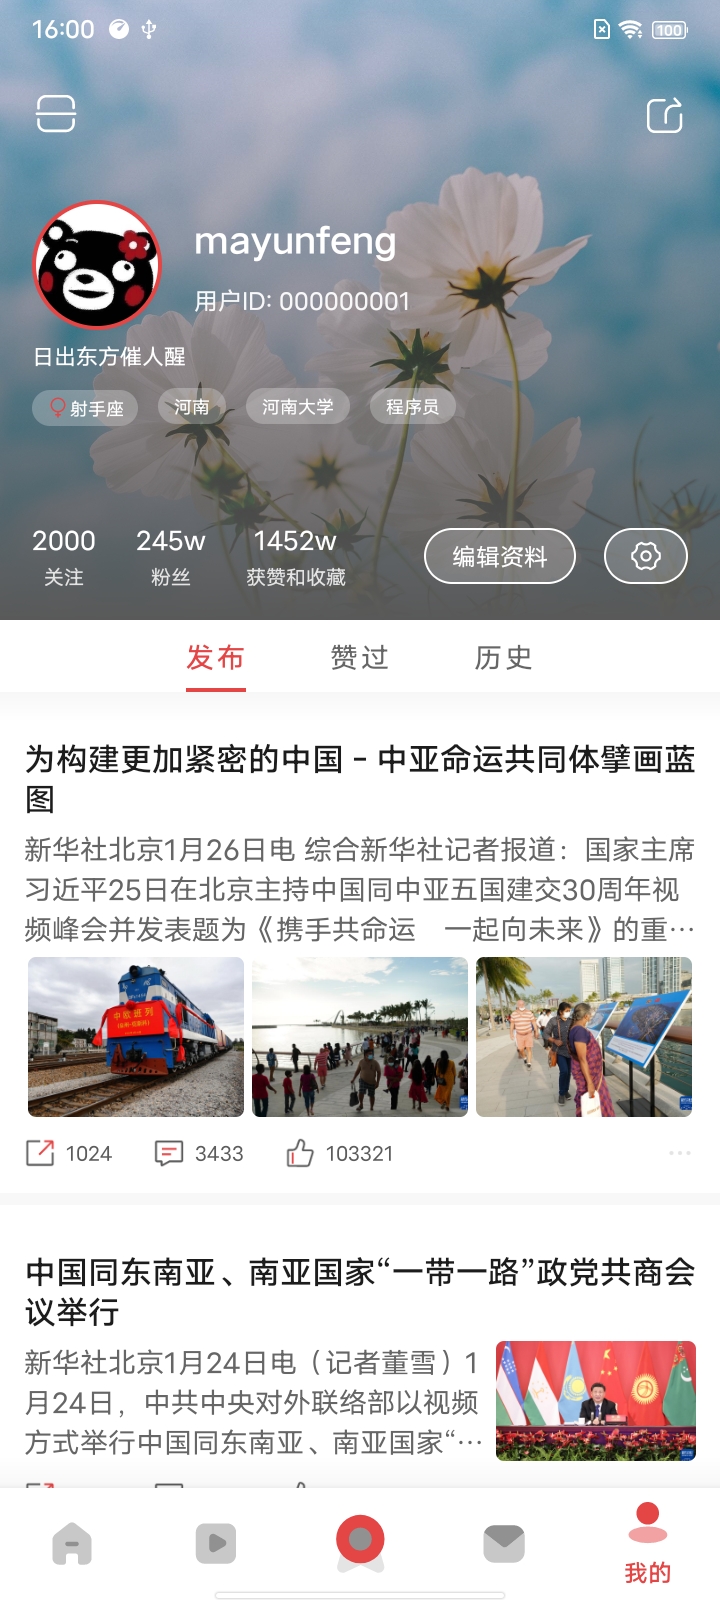 16:00
100
mayunfeng
用户ID: 000000001
日出东方催人醒
射手座 河南 河南大学 程序员
2000 245w 1452w
关注 粉丝 获赞和收藏
编辑资料
发布 赞过 历史
为构建更加紧密的中国－中亚命运共同体擘画蓝
图
新华社北京1月26日电 综合新华社记者报道：国家主席
习近平25日在北京主持中国同中亚五国建交30周年视
频峰会并发表题为《携手共命运　一起向未来》的重…
中欧班列
1024 3433 103321
中国同东南亚、南亚国家“一带一路”政党共商会
议举行
新华社北京1月24日电（记者董雪）1
月24日，中共中央对外联络部以视频
方式举行中国同东南亚、南亚国家“…
我的